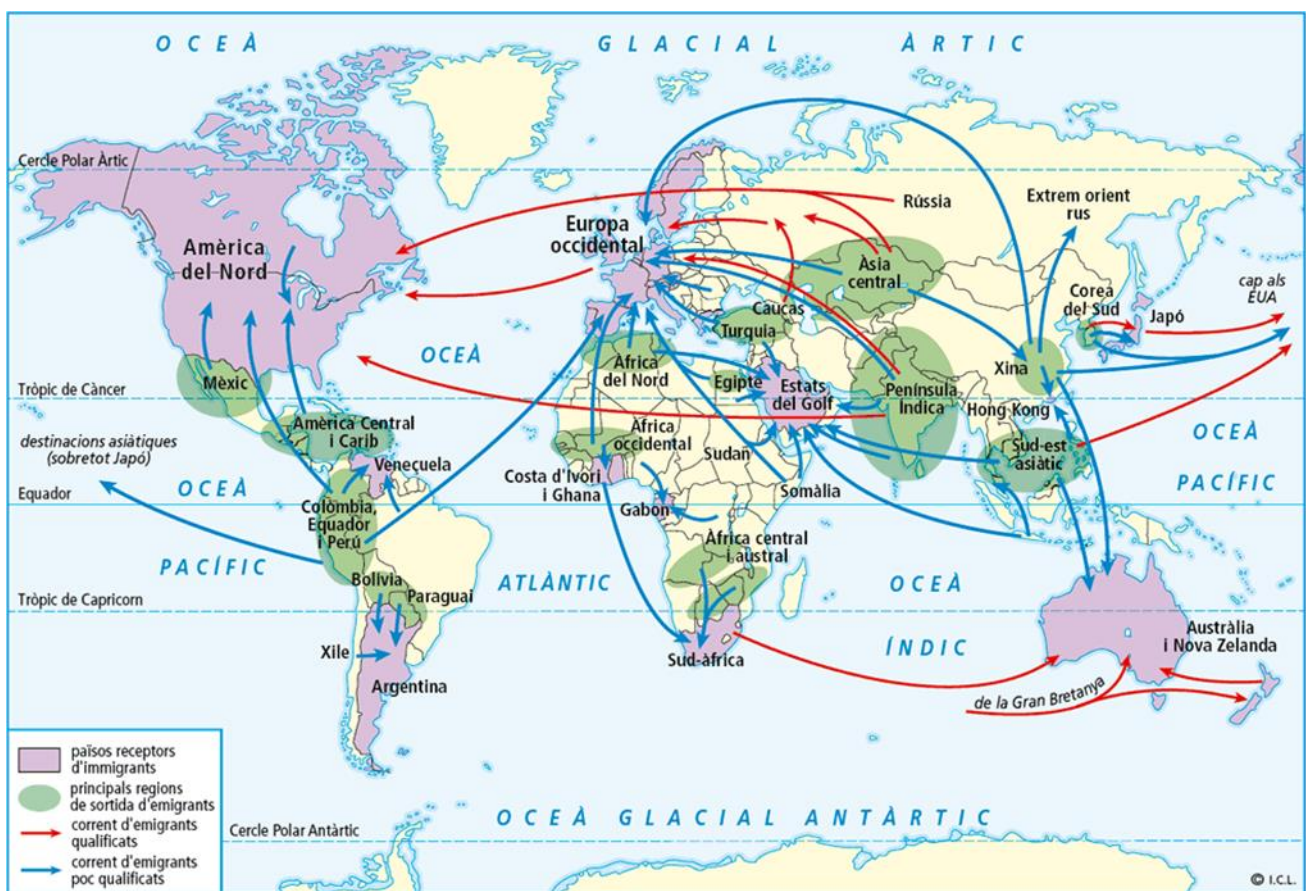 OCEÀ GLACIAL ÀRTIC
Cercle Polar Àrtic
Rússia
Extrem orient
rus
Europa
occidental
Amèrica
del Nord
Àsia
central
Corea
del Sud
cap als
EUA
Caucas
Japó
Turquia
OCEÀ
Àfrica
del Nord
Xina
Mèxic
Egipte
Estats
del Golf
Península
Índica
Tròpic de Càncer
Hong Kong
Amèrica Central
i Carib
Àfrica
occidental
OCEÀ
destinacions asiàtiques
(sobretot Japó)
Sudan
Sud-est
asiàtic
Veneçuela
Costa d'Ivori
i Ghana
Somàlia
PACÍFIC
Equador
OCEÀ
Colòmbia,
Equador
i Perú
Gabon
Àfrica central
i austral
PACÍFIC
Bolívia
ATLÀNTIC
OCEÀ
Paraguai
Tròpic de Capricorn
Austràlia
i Nova Zelanda
Xile
Sud-àfrica
ÍNDIC
Argentina
de la Gran Bretanya
països receptors
d'immigrants
principals regions
de sortida d'emigrants
corrent d'emigrants
qualificats
corrent d'emigrants
poc qualificats
OCEÀ GLACIAL ANTÀRTIC
Cercle Polar Antàrtic
© I.C.L.